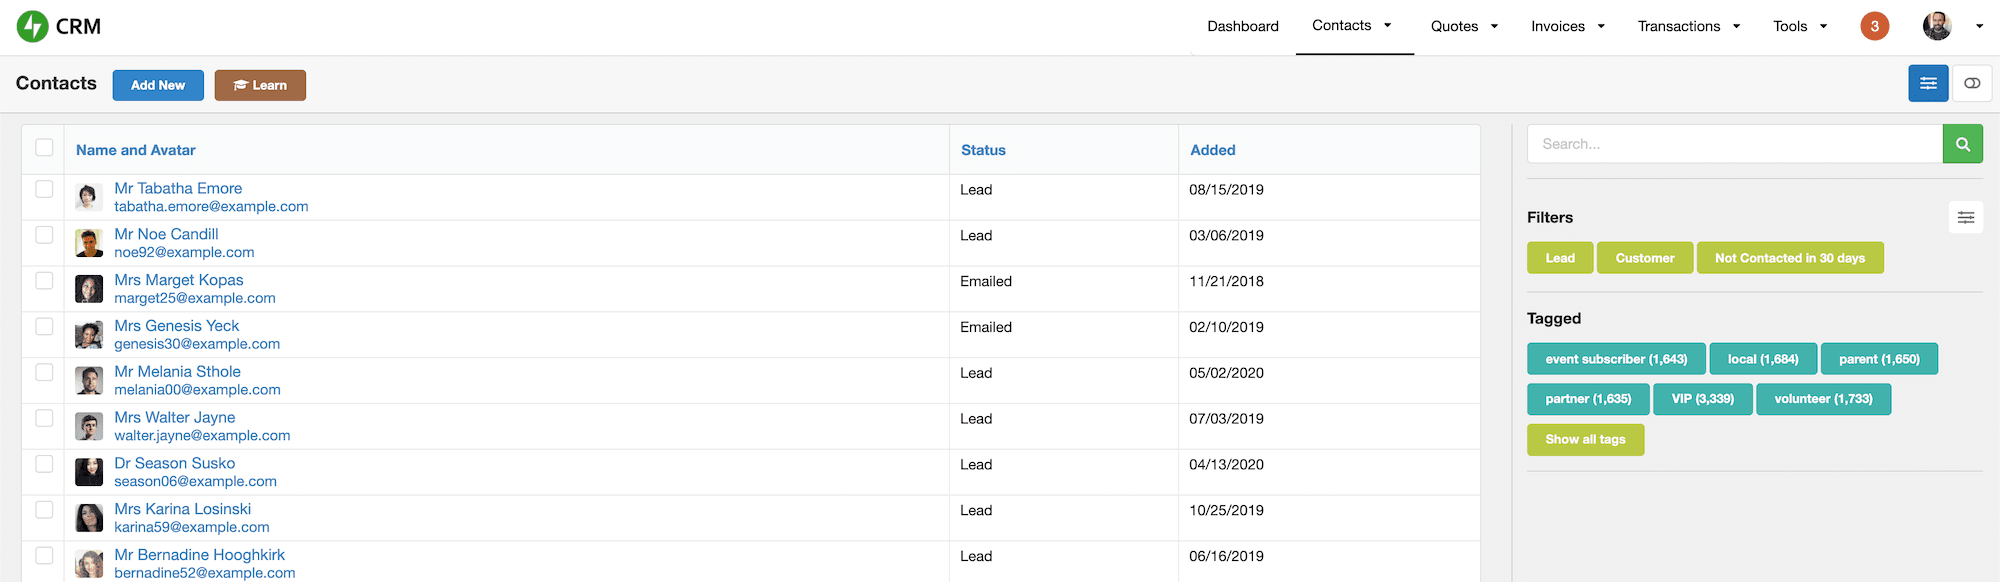 CRM
Dashboard Contacts Quotes Invoices Transactions Tools 3
Contacts Add New Learn
Name and Avatar Status Added
Mr Tabatha Emore Lead 08/15/2019
tabatha.emore@example.com
Mr Noe Candill Lead 03/06/2019
noe92@example.com
Mrs Marget Kopas Emailed 11/21/2018
marget25@example.com
Mrs Genesis Yeck Emailed 02/10/2019
genesis30@example.com
Mr Melania Sthole Lead 05/02/2020
melania00@example.com
Mrs Walter Jayne Lead 07/03/2019
walter.jayne@example.com
Dr Season Susko Lead 04/13/2020
season06@example.com
Mrs Karina Losinski Lead 10/25/2019
karina59@example.com
Mr Bernadine Hooghkirk Lead 06/16/2019
bernadine52@example.com
Search...
Filters
Lead Customer Not Contacted in 30 days
Tagged
event subscriber (1,643) local (1,684) parent (1,650)
partner (1,635) VIP (3,339) volunteer (1,733)
Show all tags